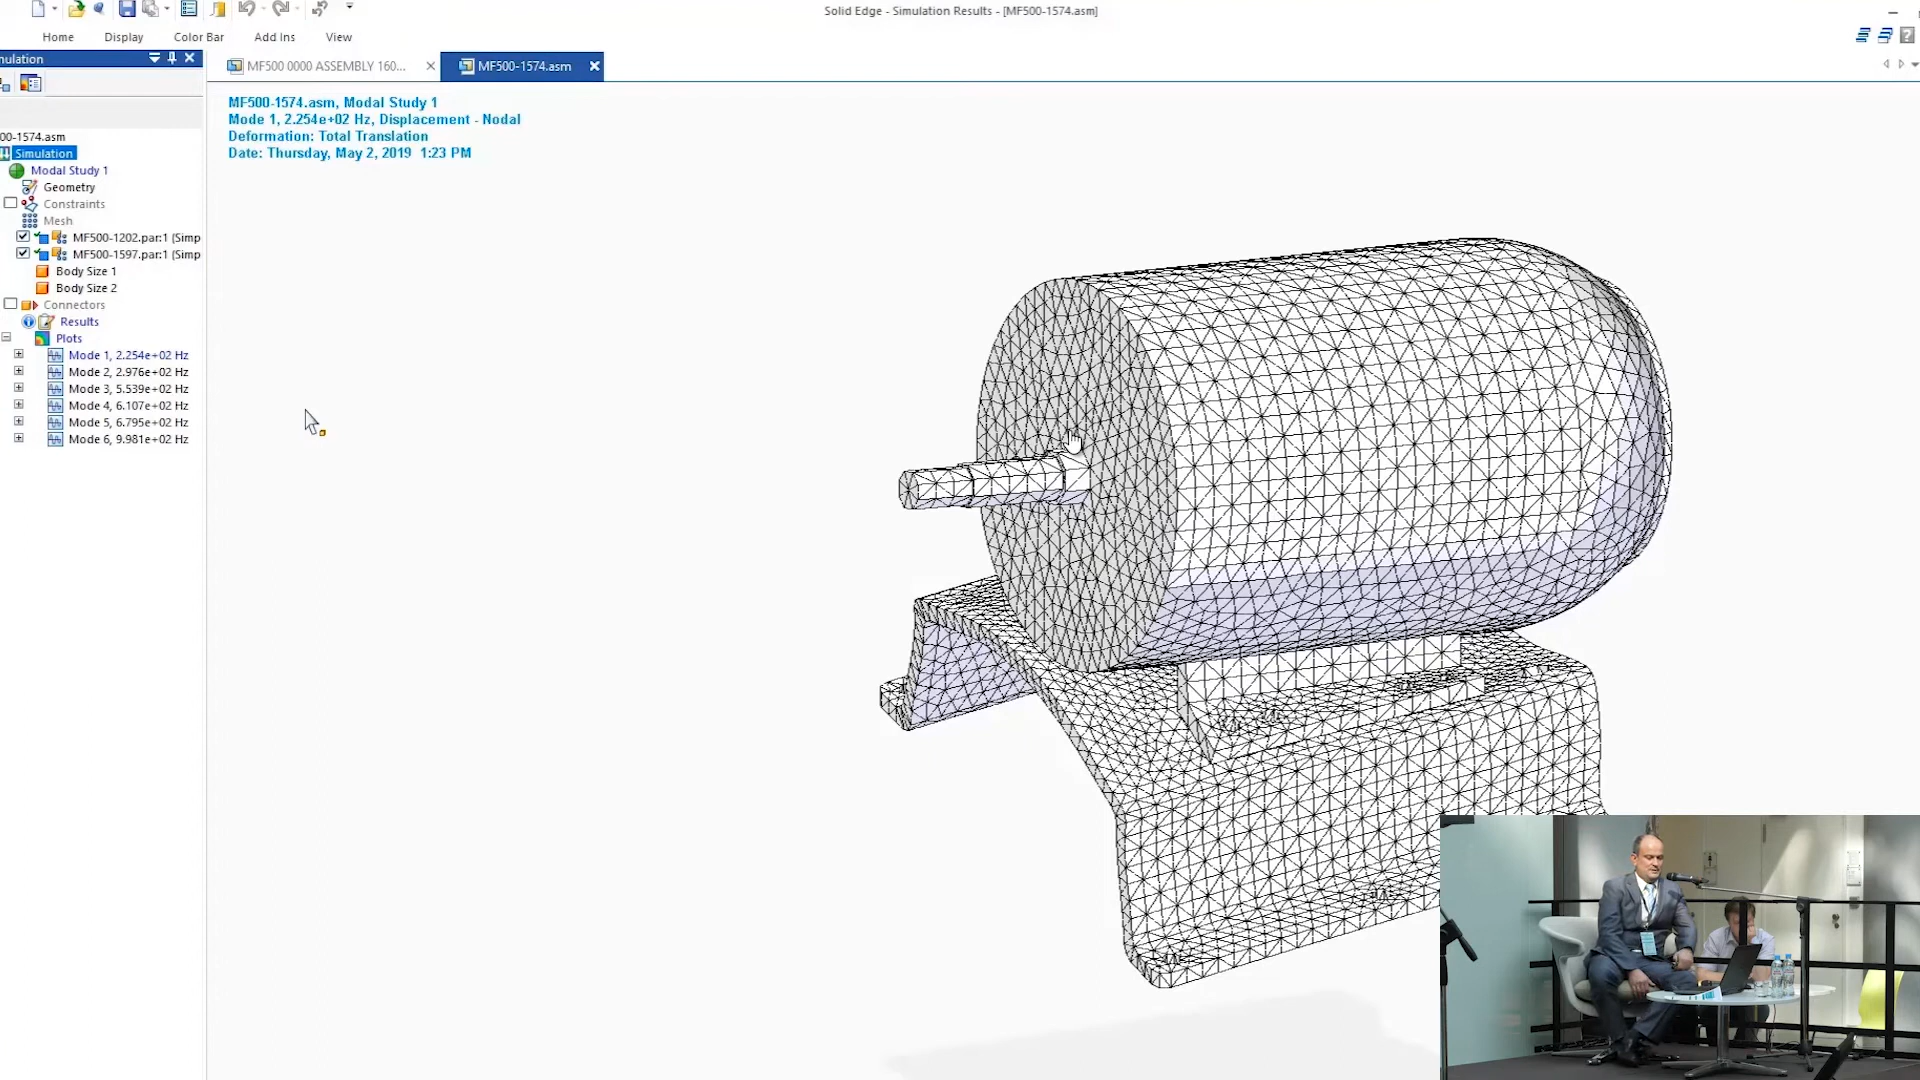 Solid Edge - Simulation Results - [MF500-1574.asm]
Home Display Color Bar Add Ins View
mulation
MF500 0000 ASSEMBLY 160...
MF500-1574.asm
MF500-1574.asm, Modal Study 1
Mode 1, 2.254e+02 Hz, Displacement - Nodal
Deformation: Total Translation
Date: Thursday, May 2, 2019 1:23 PM
00-1574.asm
Simulation
Modal Study 1
Geometry
Constraints
Mesh
MF500-1202.par:1 (Simp
MF500-1597.par:1 (Simp
Body Size 1
Body Size 2
Connectors
Results
Plots
Mode 1, 2.254e+02 Hz
Mode 2, 2.976e+02 Hz
Mode 3, 5.539e+02 Hz
Mode 4, 6.107e+02 Hz
Mode 5, 6.795e+02 Hz
Mode 6, 9.981e+02 Hz